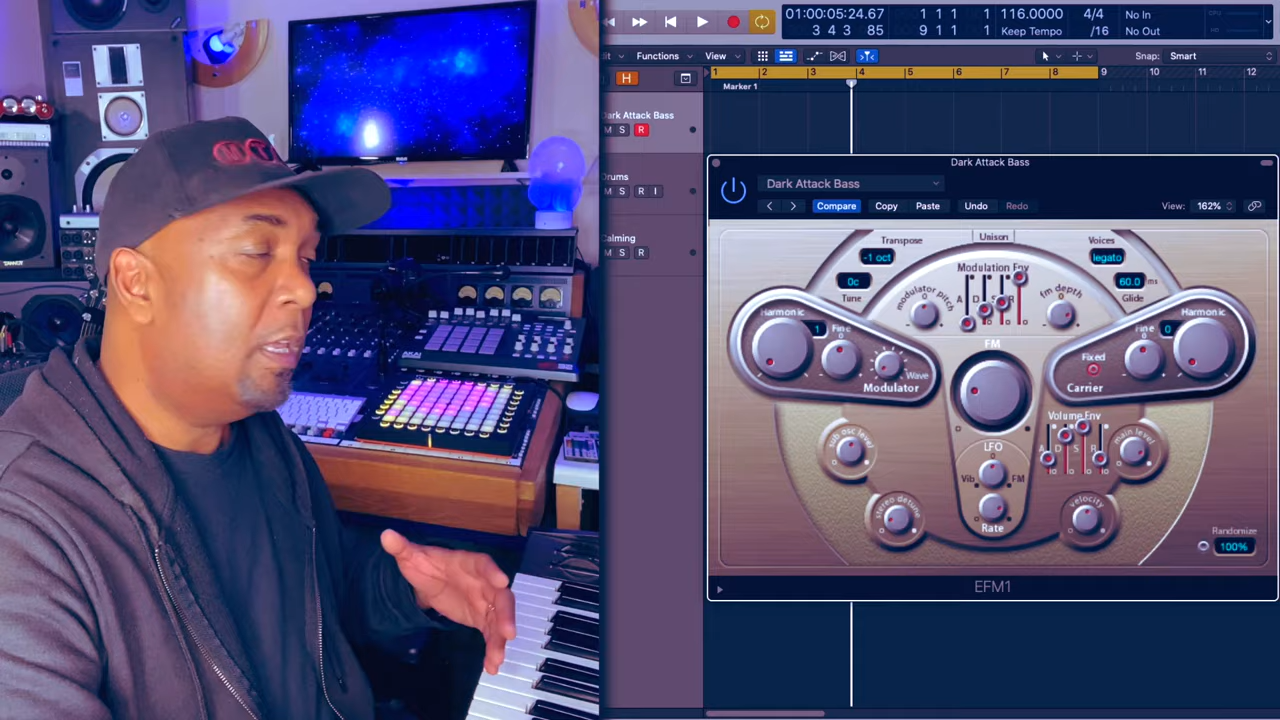 01:00:05:24.67
3 4 3 85
1 1 1 1
9 1 1 1
116.0000
Keep Tempo
4/4
/16
No In
No Out
Functions
View
Snap:
Smart
H
1 2 3 4 5 6 7 8 9 10 11 12
Marker 1
Dark Attack Bass
M S R
Drums
M S R I
Calming
M S R
Dark Attack Bass
Dark Attack Bass
Compare
Copy
Paste
Undo
Redo
View:
162%
Transpose
-1 oct
Unison
Voices
legato
0c
Tune
60.0 ms
Glide
Modulation Env
A D S R
modulator pitch
fm depth
Harmonic
1
Fine
Wave
Modulator
FM
Fine
0
Harmonic
Fixed
Carrier
Volume Env
A D S R
sub osc level
main level
LFO
Vib
FM
Rate
stereo detune
velocity
Randomize
100%
EFM1
AKAI
RCA